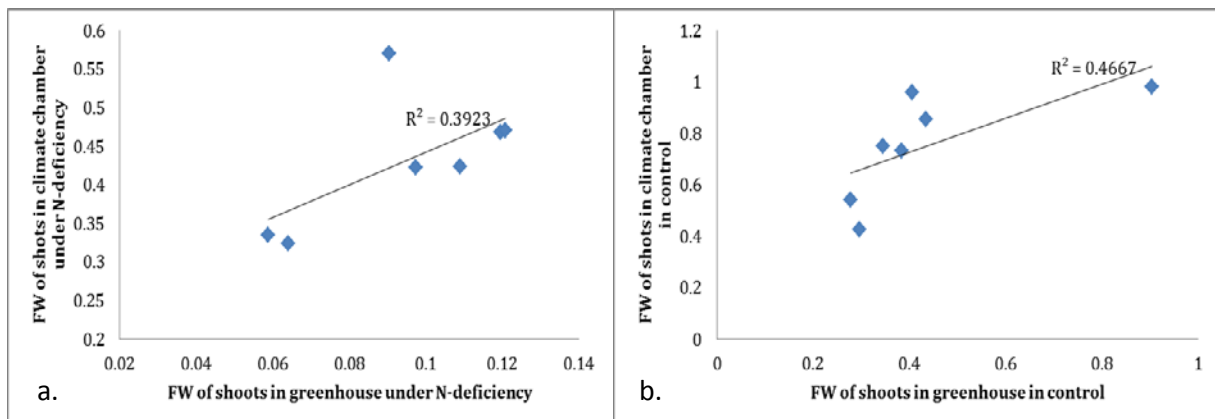 0.6
0.55
0.5
0.45
0.4
0.35
0.3
0.25
0.2
0.02
0.04
0.06
0.08
0.1
0.12
0.14
FW of shots in climate chamber
under N-deficiency
R² = 0.3923
FW of shoots in greenhouse under N-deficiency
a.
1.2
1
0.8
0.6
0.4
0.2
0
0
0.2
0.4
0.6
0.8
1
FW of shots in climate chamber
in control
R² = 0.4667
FW of shoots in greenhouse in control
b.